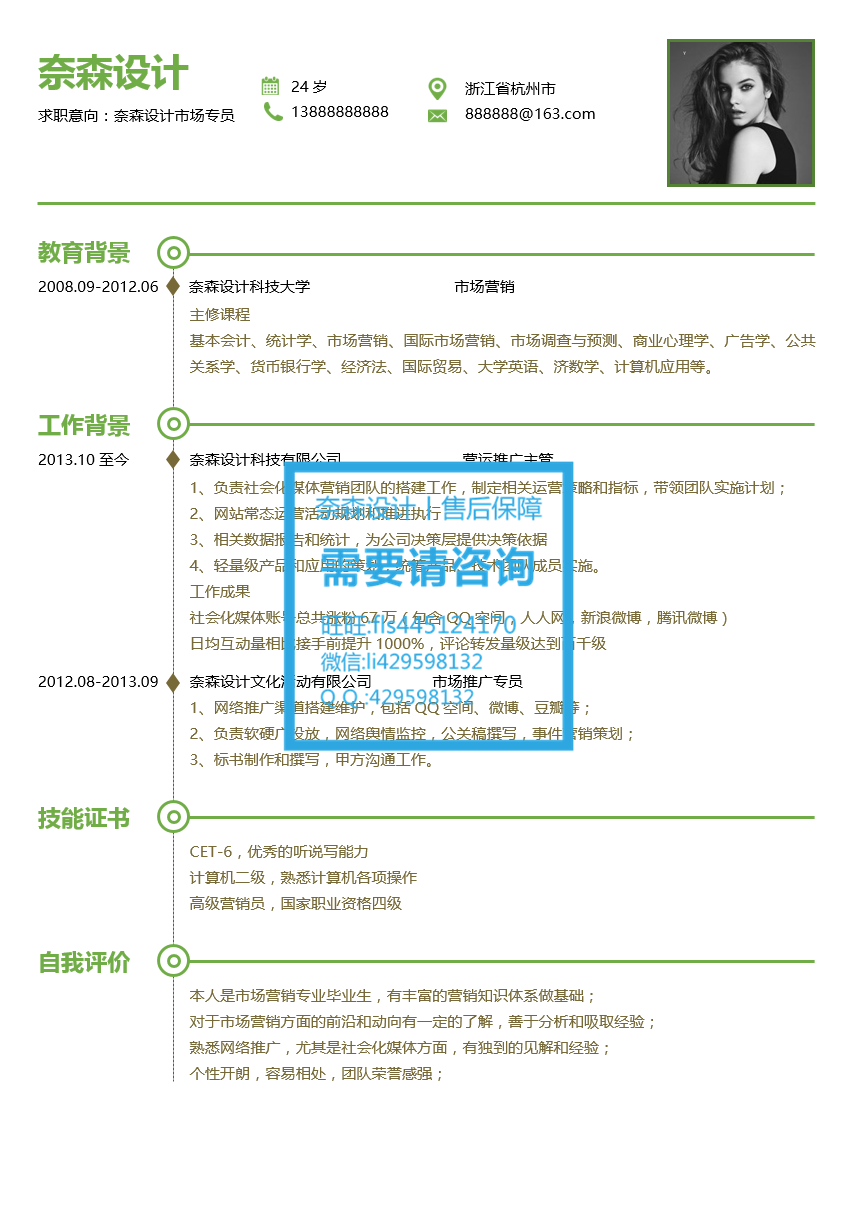 奈森设计
求职意向：奈森设计市场专员
24 岁
13888888888
浙江省杭州市
888888@163.com
教育背景
2008.09-2012.06 奈森设计科技大学 市场营销
主修课程
基本会计、统计学、市场营销、国际市场营销、市场调查与预测、商业心理学、广告学、公共
关系学、货币银行学、经济法、国际贸易、大学英语、济数学、计算机应用等。
工作背景
2013.10 至今 奈森设计科技有限公司 营运推广主管
1、负责社会化媒体营销团队的搭建工作，制定相关运营策略和指标，带领团队实施计划；
2、网站常态运营活动规划和推进执行
3、相关数据报告和统计，为公司决策层提供决策依据
4、轻量级产品和应用的策划，统筹产品、技术团队成员实施。
工作成果
社会化媒体账号总共涨粉 67 万（包含 QQ 空间，人人网，新浪微博，腾讯微博）
日均互动量相比接手前提升 1000%，评论转发量级达到百千级
2012.08-2013.09 奈森设计文化活动有限公司 市场推广专员
1、网络推广渠道搭建维护，包括 QQ 空间、微博、豆瓣等；
2、负责软硬广投放，网络舆情监控，公关稿撰写，事件营销策划；
3、标书制作和撰写，甲方沟通工作。
奈森设计丨售后保障
需要请咨询
旺旺:fls445124170
微信:li429598132
Q Q :429598132
技能证书
CET-6，优秀的听说写能力
计算机二级，熟悉计算机各项操作
高级营销员，国家职业资格四级
自我评价
本人是市场营销专业毕业生，有丰富的营销知识体系做基础；
对于市场营销方面的前沿和动向有一定的了解，善于分析和吸取经验；
熟悉网络推广，尤其是社会化媒体方面，有独到的见解和经验；
个性开朗，容易相处，团队荣誉感强；